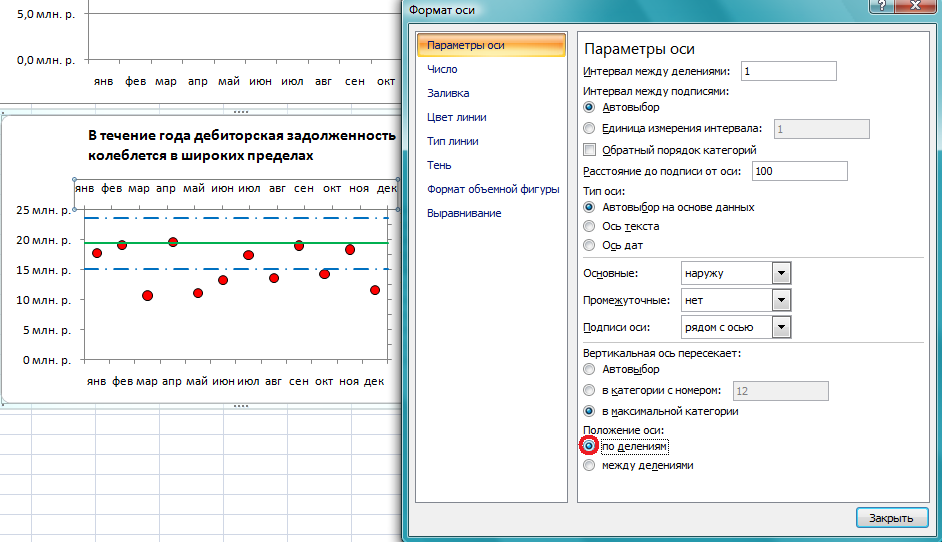 5,0 млн. р.
0,0 млн. р.
янв фев мар апр май июн июл авг сен окт
В течение года дебиторская задолженность
колеблется в широких пределах
янв фев мар апр май июн июл авг сен окт ноя дек
25 млн. р.
20 млн. р.
15 млн. р.
10 млн. р.
5 млн. р.
0 млн. р.
янв фев мар апр май июн июл авг сен окт ноя дек
Формат оси
Параметры оси
Число
Заливка
Цвет линии
Тип линии
Тень
Формат объемной фигуры
Выравнивание
Параметры оси
Интервал между делениями: 1
Интервал между подписями:
Автовыбор
Единица измерения интервала: 1
Обратный порядок категорий
Расстояние до подписи от оси: 100
Тип оси:
Автовыбор на основе данных
Ось текста
Ось дат
Основные: наружу
Промежуточные: нет
Подписи оси: рядом с осью
Вертикальная ось пересекает:
Автовыбор
в категории с номером: 12
в максимальной категории
Положение оси:
по делениям
между делениями
Закрыть